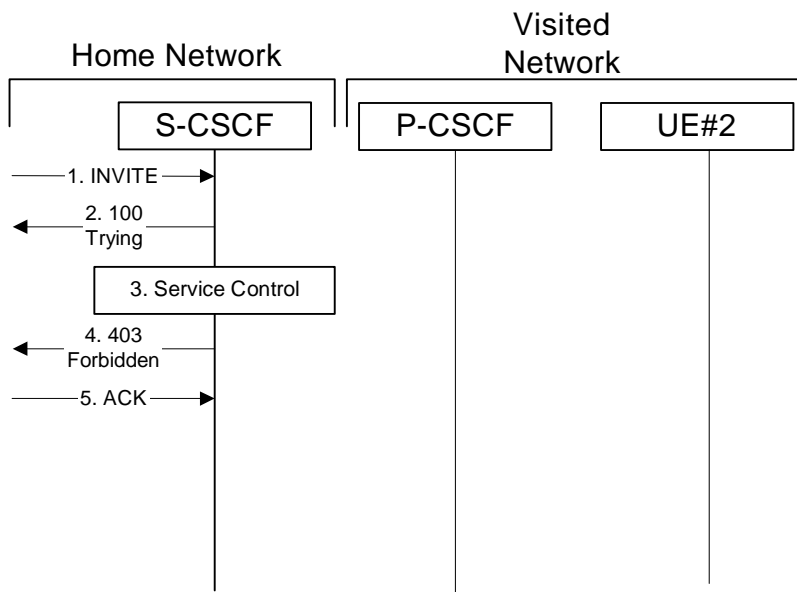 Home Network
Visited
Network
S-CSCF
P-CSCF
UE#2
1. INVITE
2. 100
Trying
3. Service Control
4. 403
Forbidden
5. ACK